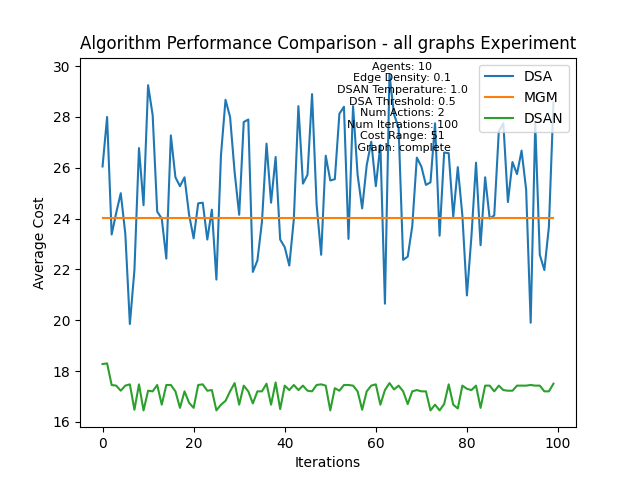 Algorithm Performance Comparison - all graphs Experiment
Agents: 10
Edge Density: 0.1
DSAN Temperature: 1.0
DSA Threshold: 0.5
Num Actions: 2
Num Iterations: 100
Cost Range: 51
Graph: complete
DSA
MGM
DSAN
Average Cost
30
28
26
24
22
20
18
16
0
20
40
60
80
100
Iterations